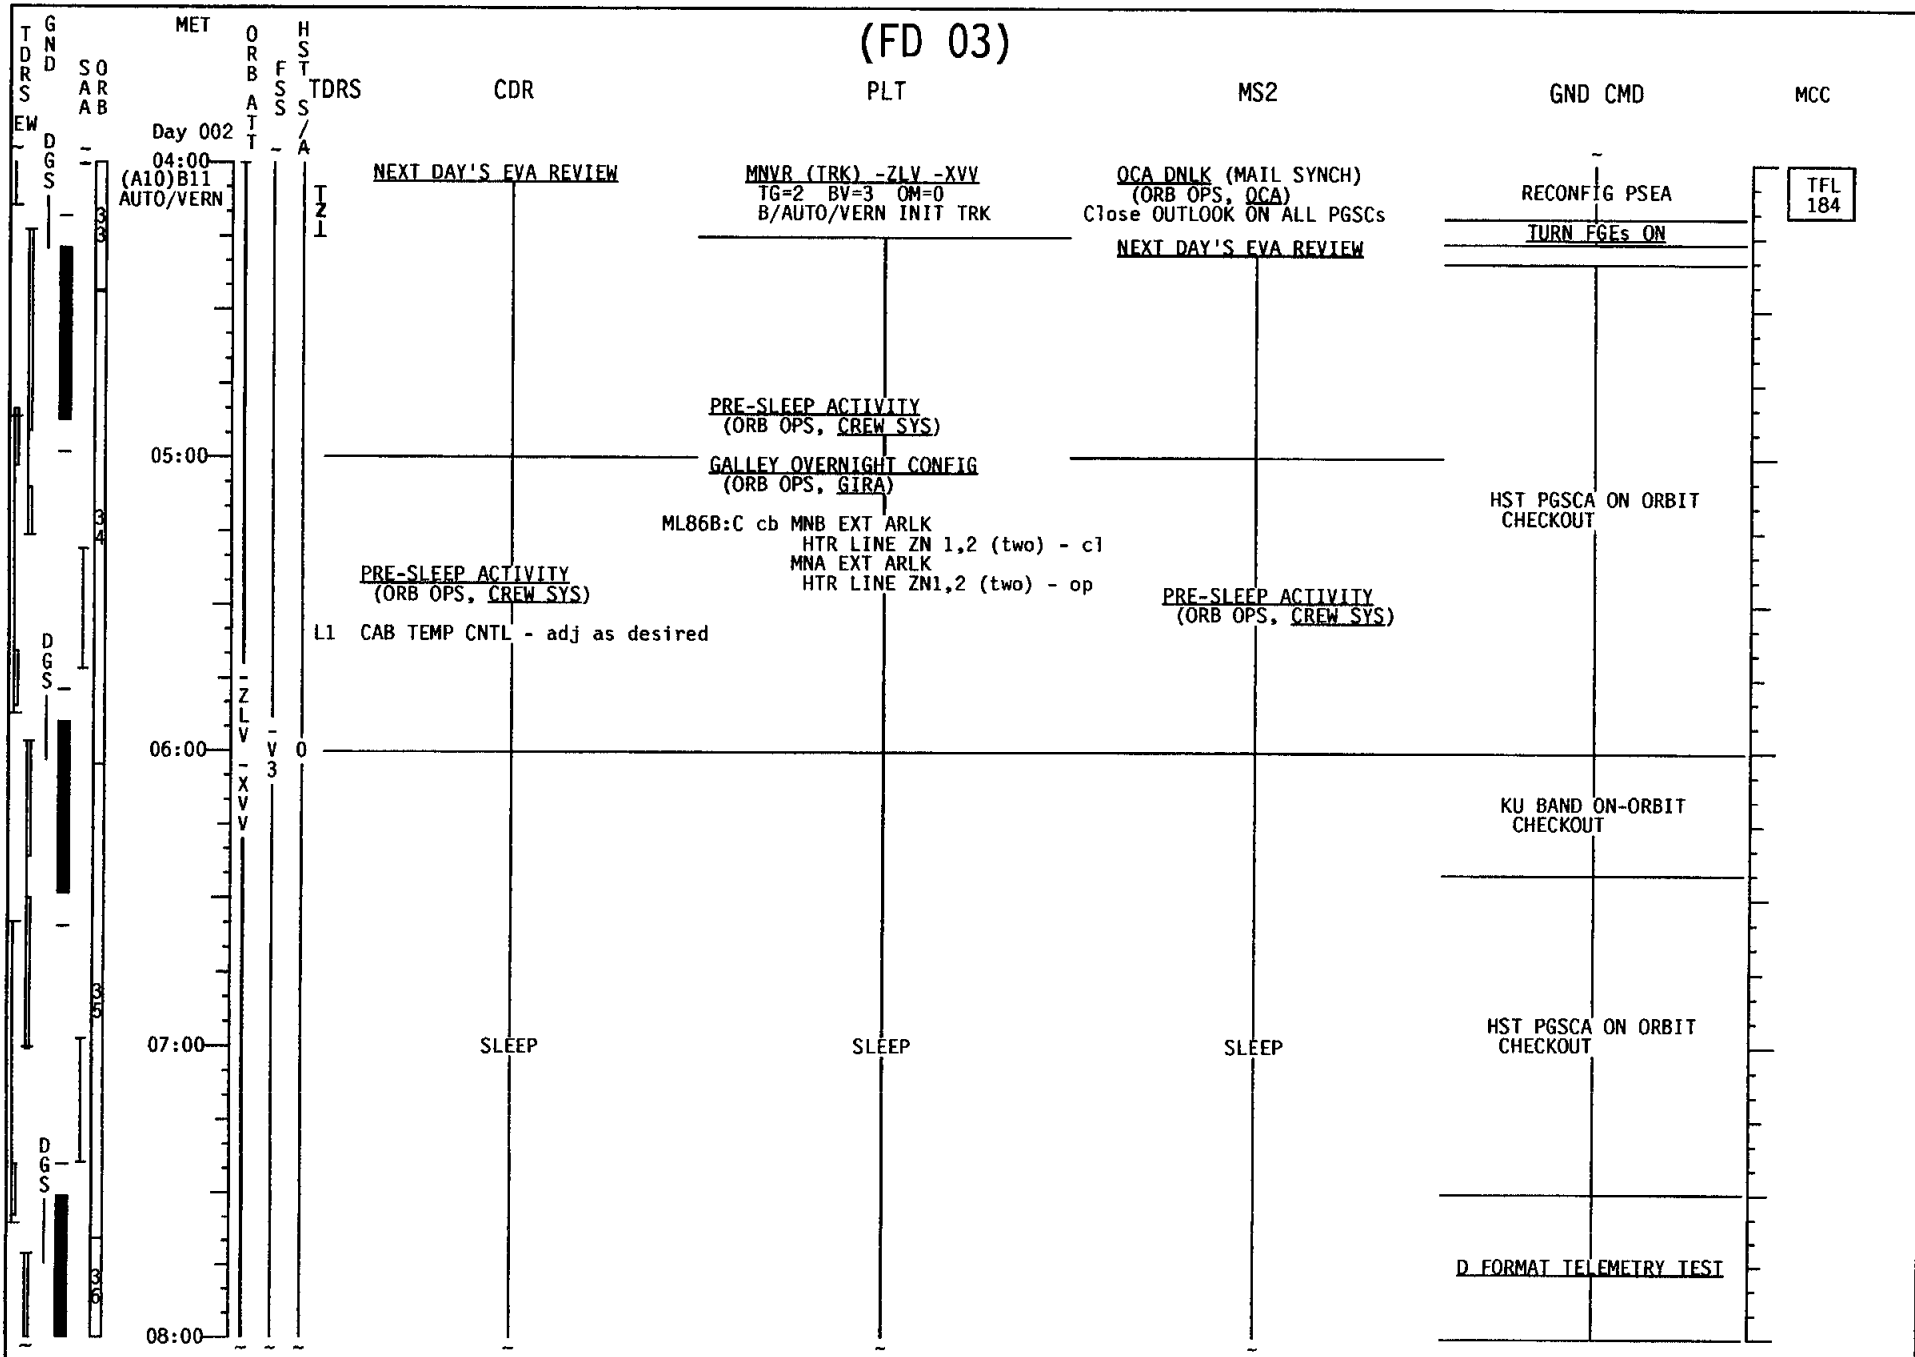 (FD 03)
TDRS EW
GND
SAA
ORB
MET
ORB ATT
FSS
HST S/A
TDRS
CDR
PLT
MS2
GND CMD
MCC
Day 002
~ ~ ~ ~
04:00
(A10)B11
AUTO/VERN
DGS
33
TZI
NEXT DAY'S EVA REVIEW
MNVR (TRK) -ZLV -XVV
TG=2 BV=3 OM=0
B/AUTO/VERN INIT TRK
OCA DNLK (MAIL SYNCH)
(ORB OPS, OCA)
Close OUTLOOK ON ALL PGSCs
NEXT DAY'S EVA REVIEW
RECONFIG PSEA
TURN FGEs ON
TFL
184
PRE-SLEEP ACTIVITY
(ORB OPS, CREW SYS)
05:00
GALLEY OVERNIGHT CONFIG
(ORB OPS, GIRA)
HST PGSCA ON ORBIT
CHECKOUT
34
ML86B:C cb MNB EXT ARLK
HTR LINE ZN 1,2 (two) - cl
MNA EXT ARLK
HTR LINE ZN1,2 (two) - op
PRE-SLEEP ACTIVITY
(ORB OPS, CREW SYS)
PRE-SLEEP ACTIVITY
(ORB OPS, CREW SYS)
L1 CAB TEMP CNTL - adj as desired
DGS
-ZLV -XVV
-V3
0
06:00
KU BAND ON-ORBIT
CHECKOUT
35
HST PGSCA ON ORBIT
CHECKOUT
07:00
SLEEP
SLEEP
SLEEP
DGS
36
D FORMAT TELEMETRY TEST
08:00
~ ~ ~ ~ ~ ~ ~